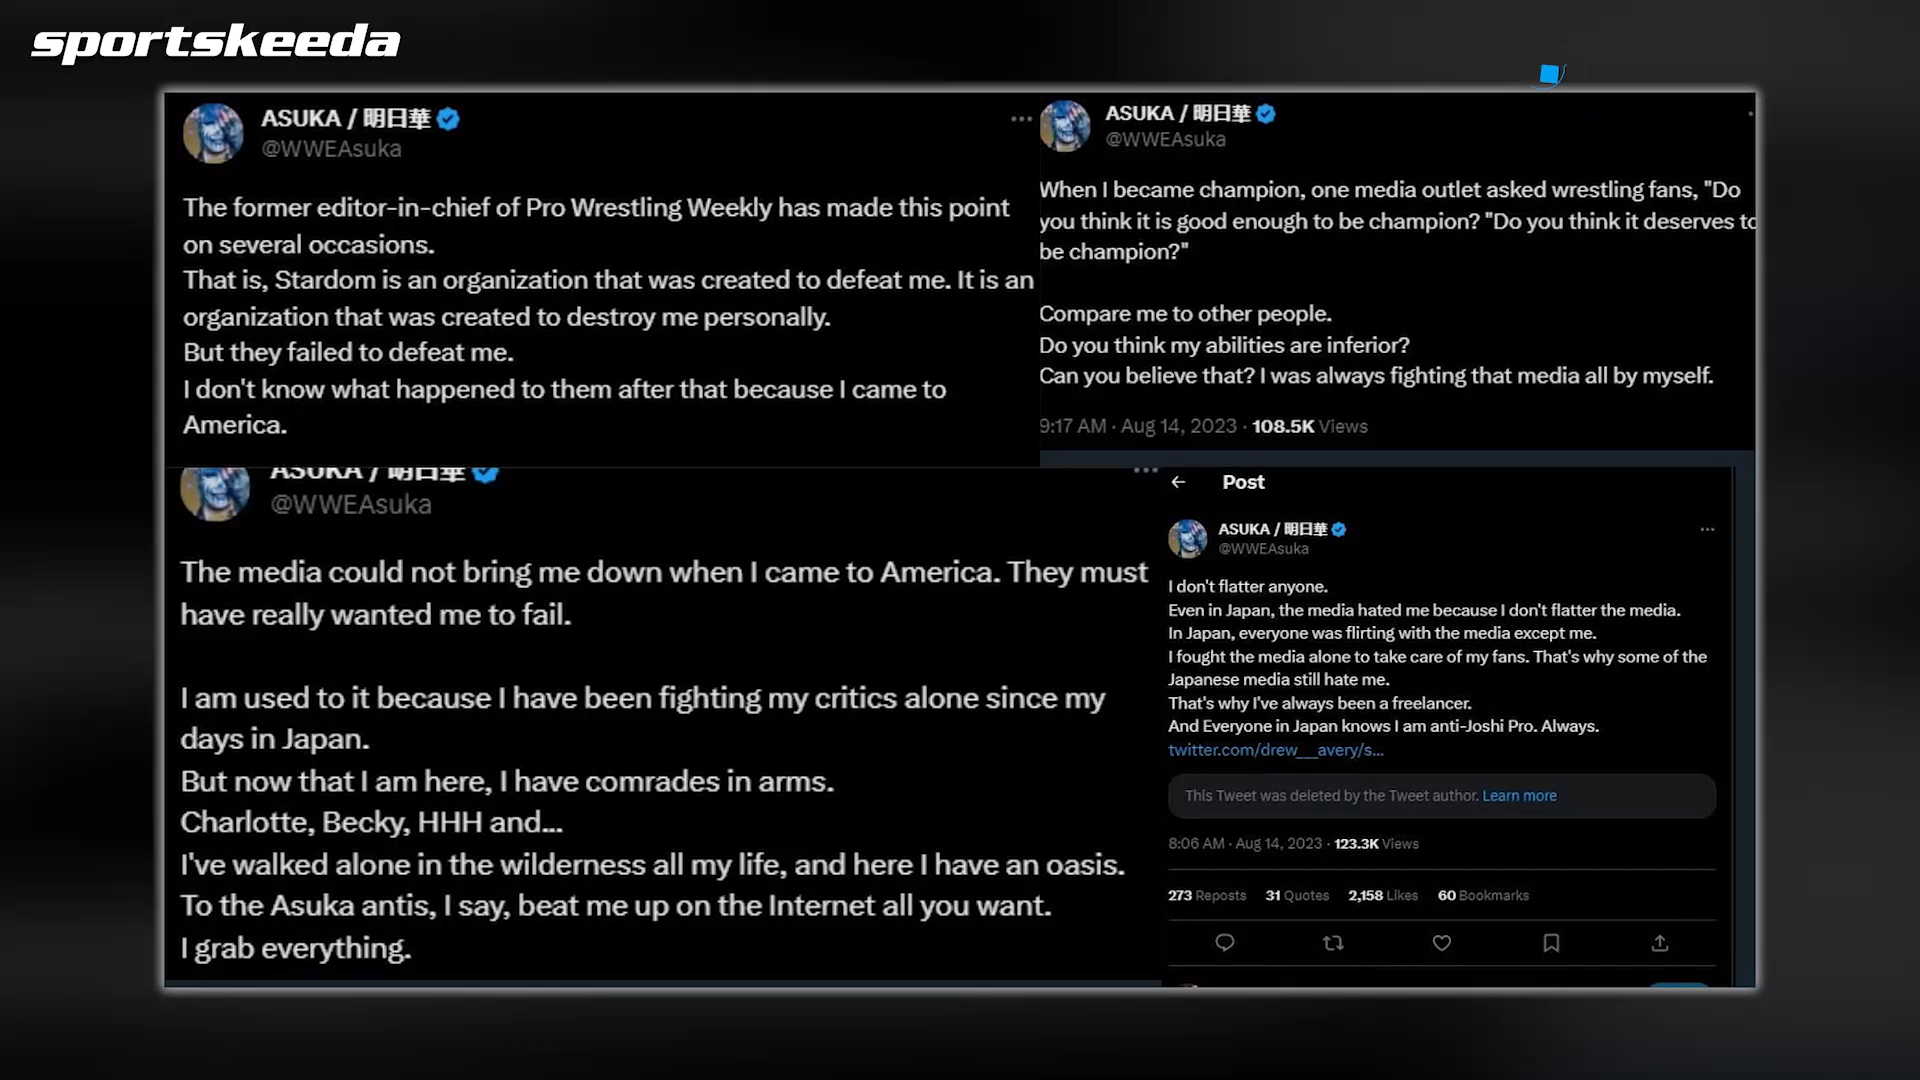 sportskeeda
ASUKA / 明日華
@WWEAsuka
The former editor-in-chief of Pro Wrestling Weekly has made this point
on several occasions.
That is, Stardom is an organization that was created to defeat me. It is an
organization that was created to destroy me personally.
But they failed to defeat me.
I don't know what happened to them after that because I came to
America.
ASUKA / 明日華
@WWEAsuka
When I became champion, one media outlet asked wrestling fans, "Do
you think it is good enough to be champion? "Do you think it deserves to
be champion?"
Compare me to other people.
Do you think my abilities are inferior?
Can you believe that? I was always fighting that media all by myself.
9:17 AM · Aug 14, 2023 · 108.5K Views
ASUKA / 明日華
@WWEAsuka
The media could not bring me down when I came to America. They must
have really wanted me to fail.
I am used to it because I have been fighting my critics alone since my
days in Japan.
But now that I am here, I have comrades in arms.
Charlotte, Becky, HHH and...
I've walked alone in the wilderness all my life, and here I have an oasis.
To the Asuka antis, I say, beat me up on the Internet all you want.
I grab everything.
Post
ASUKA / 明日華
@WWEAsuka
I don't flatter anyone.
Even in Japan, the media hated me because I don't flatter the media.
In Japan, everyone was flirting with the media except me.
I fought the media alone to take care of my fans. That's why some of the
Japanese media still hate me.
That's why I've always been a freelancer.
And Everyone in Japan knows I am anti-Joshi Pro. Always.
twitter.com/drew__avery/s...
This Tweet was deleted by the Tweet author. Learn more
8:06 AM · Aug 14, 2023 · 123.3K Views
273 Reposts 31 Quotes 2,158 Likes 60 Bookmarks